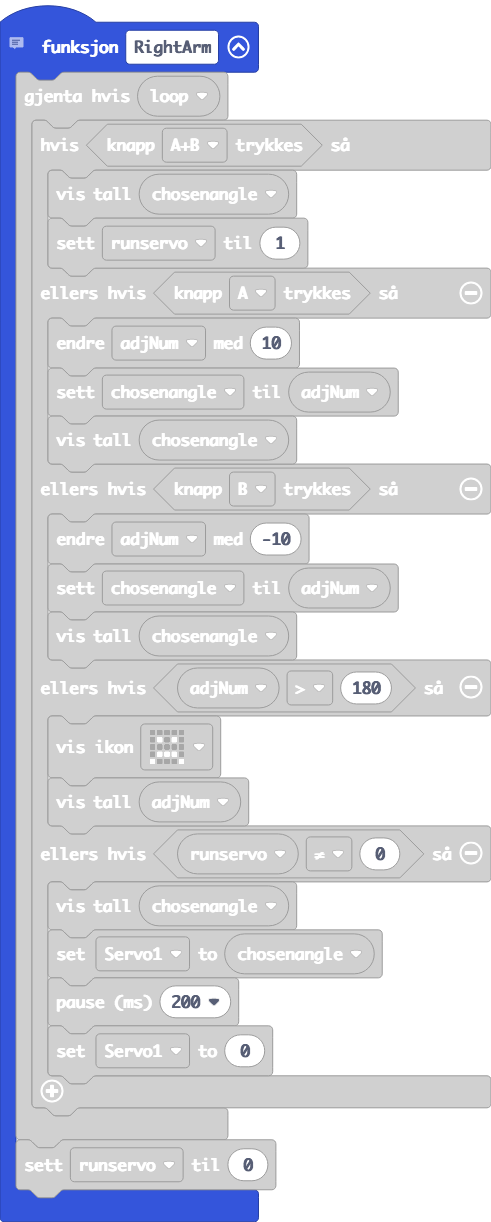 funksjon RightArm
gjenta hvis loop
hvis knapp A+B trykkes så
vis tall chosenangle
sett runservo til 1
ellers hvis knapp A trykkes så
endre adjNum med 10
sett chosenangle til adjNum
vis tall chosenangle
ellers hvis knapp B trykkes så
endre adjNum med -10
sett chosenangle til adjNum
vis tall chosenangle
ellers hvis adjNum > 180 så
vis ikon
vis tall adjNum
ellers hvis runservo ≠ 0 så
vis tall chosenangle
set Servo1 to chosenangle
pause (ms) 200
set Servo1 to 0
sett runservo til 0